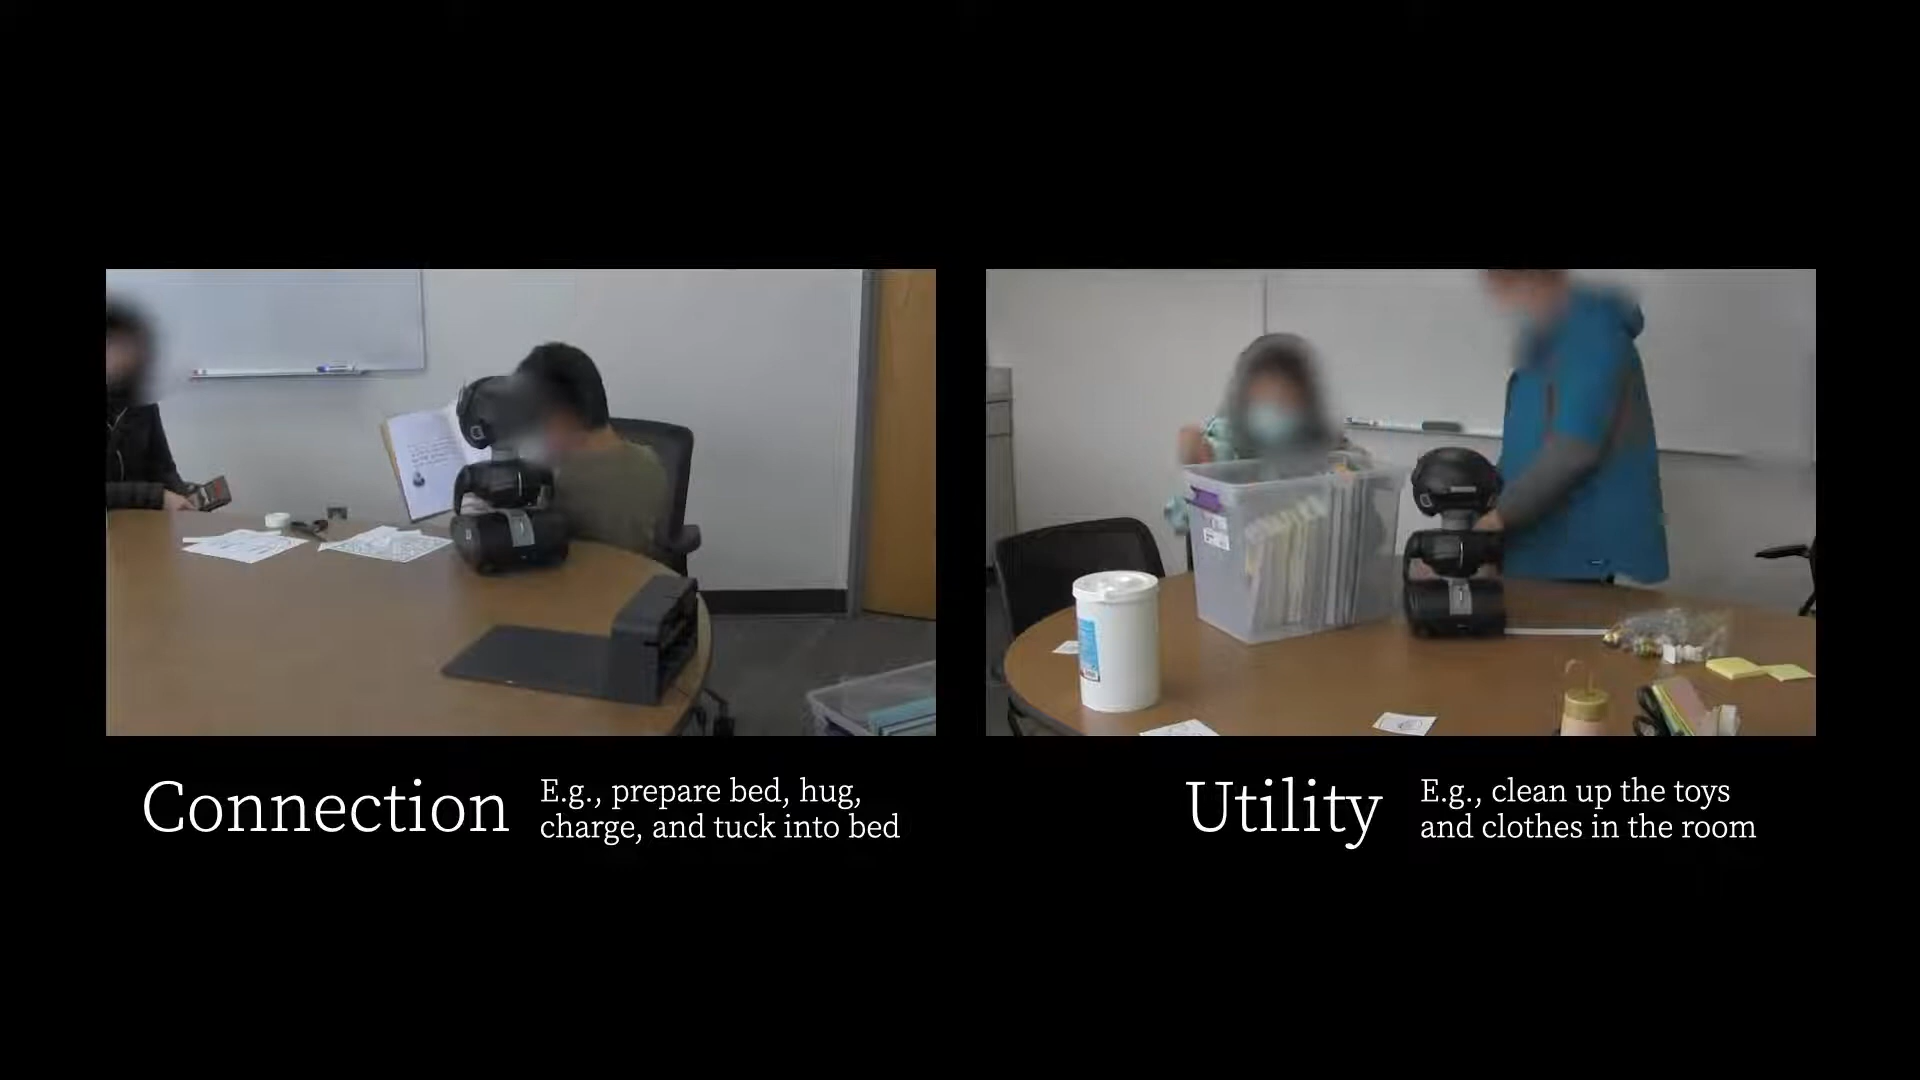 Connection
E.g., prepare bed, hug,
charge, and tuck into bed
Utility
E.g., clean up the toys
and clothes in the room